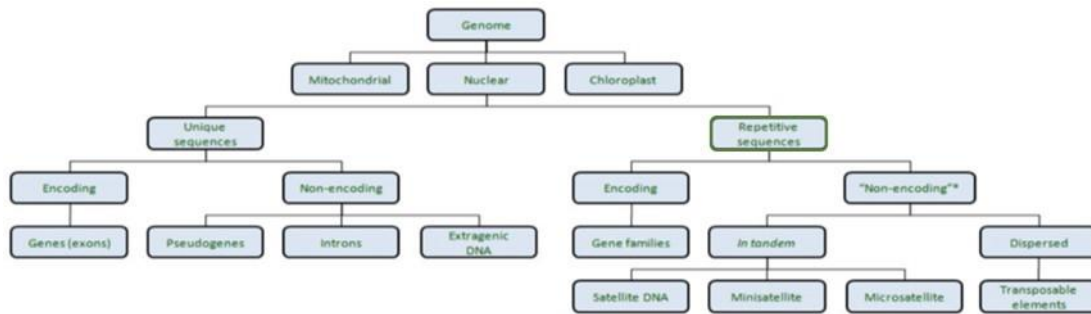 Genome
Mitochondrial
Nuclear
Chloroplast
Unique
sequences
Repetitive
sequences
Encoding
Non-encoding
Encoding
“Non-encoding”*
Genes (exons)
Pseudogenes
Introns
Extragenic
DNA
Gene families
In tandem
Dispersed
Satellite DNA
Minisatellite
Microsatellite
Transposable
elements